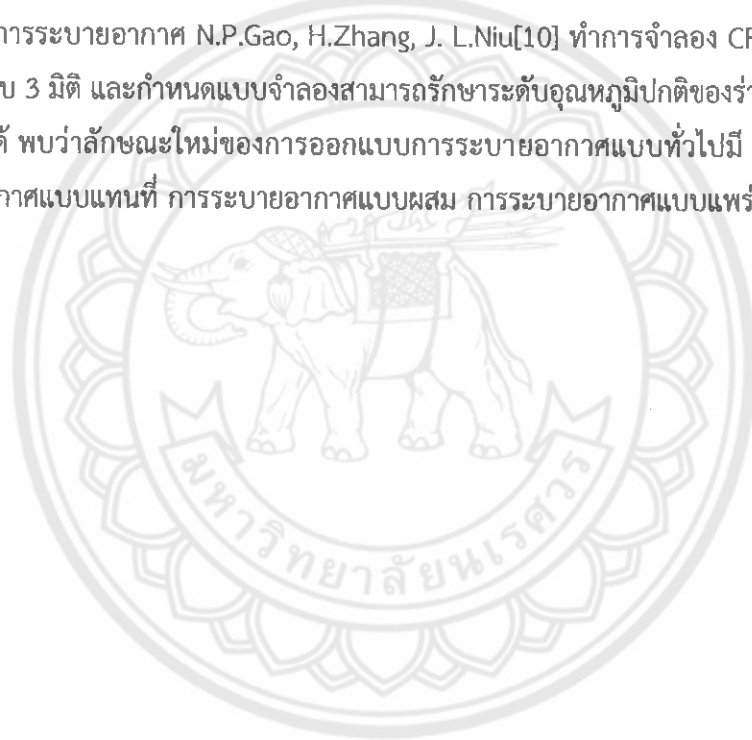 การระบายอากาศ N.P.Gao, H.Zhang, J. L.Niu[10] ทำการจำลอง CF
บ 3 มิติ และกำหนดแบบจำลองสามารถรักษาระดับอุณหภูมิปกติของร่า
ด้ พบว่าลักษณะใหม่ของการออกแบบการระบายอากาศแบบทั่วไปมี
กาศแบบแทนที่ การระบายอากาศแบบผสม การระบายอากาศแบบแพร่
มหาวิทยาลัยนเรศวร